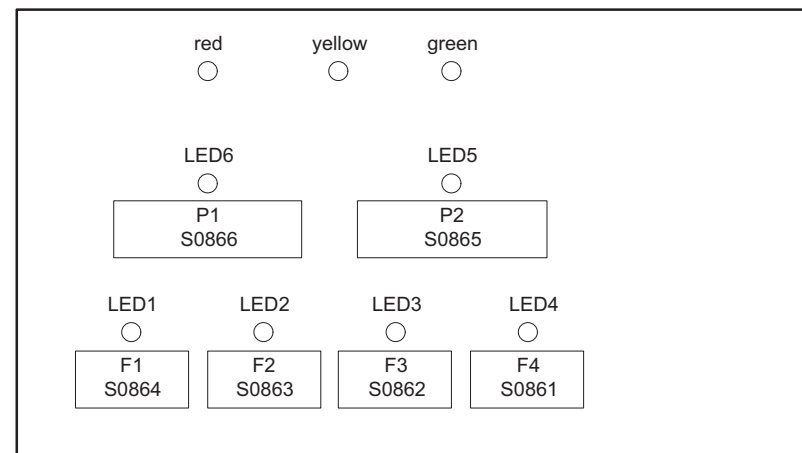 red yellow green
LED6 LED5
P1 P2
S0866 S0865
LED1 LED2 LED3 LED4
F1 F2 F3 F4
S0864 S0863 S0862 S0861